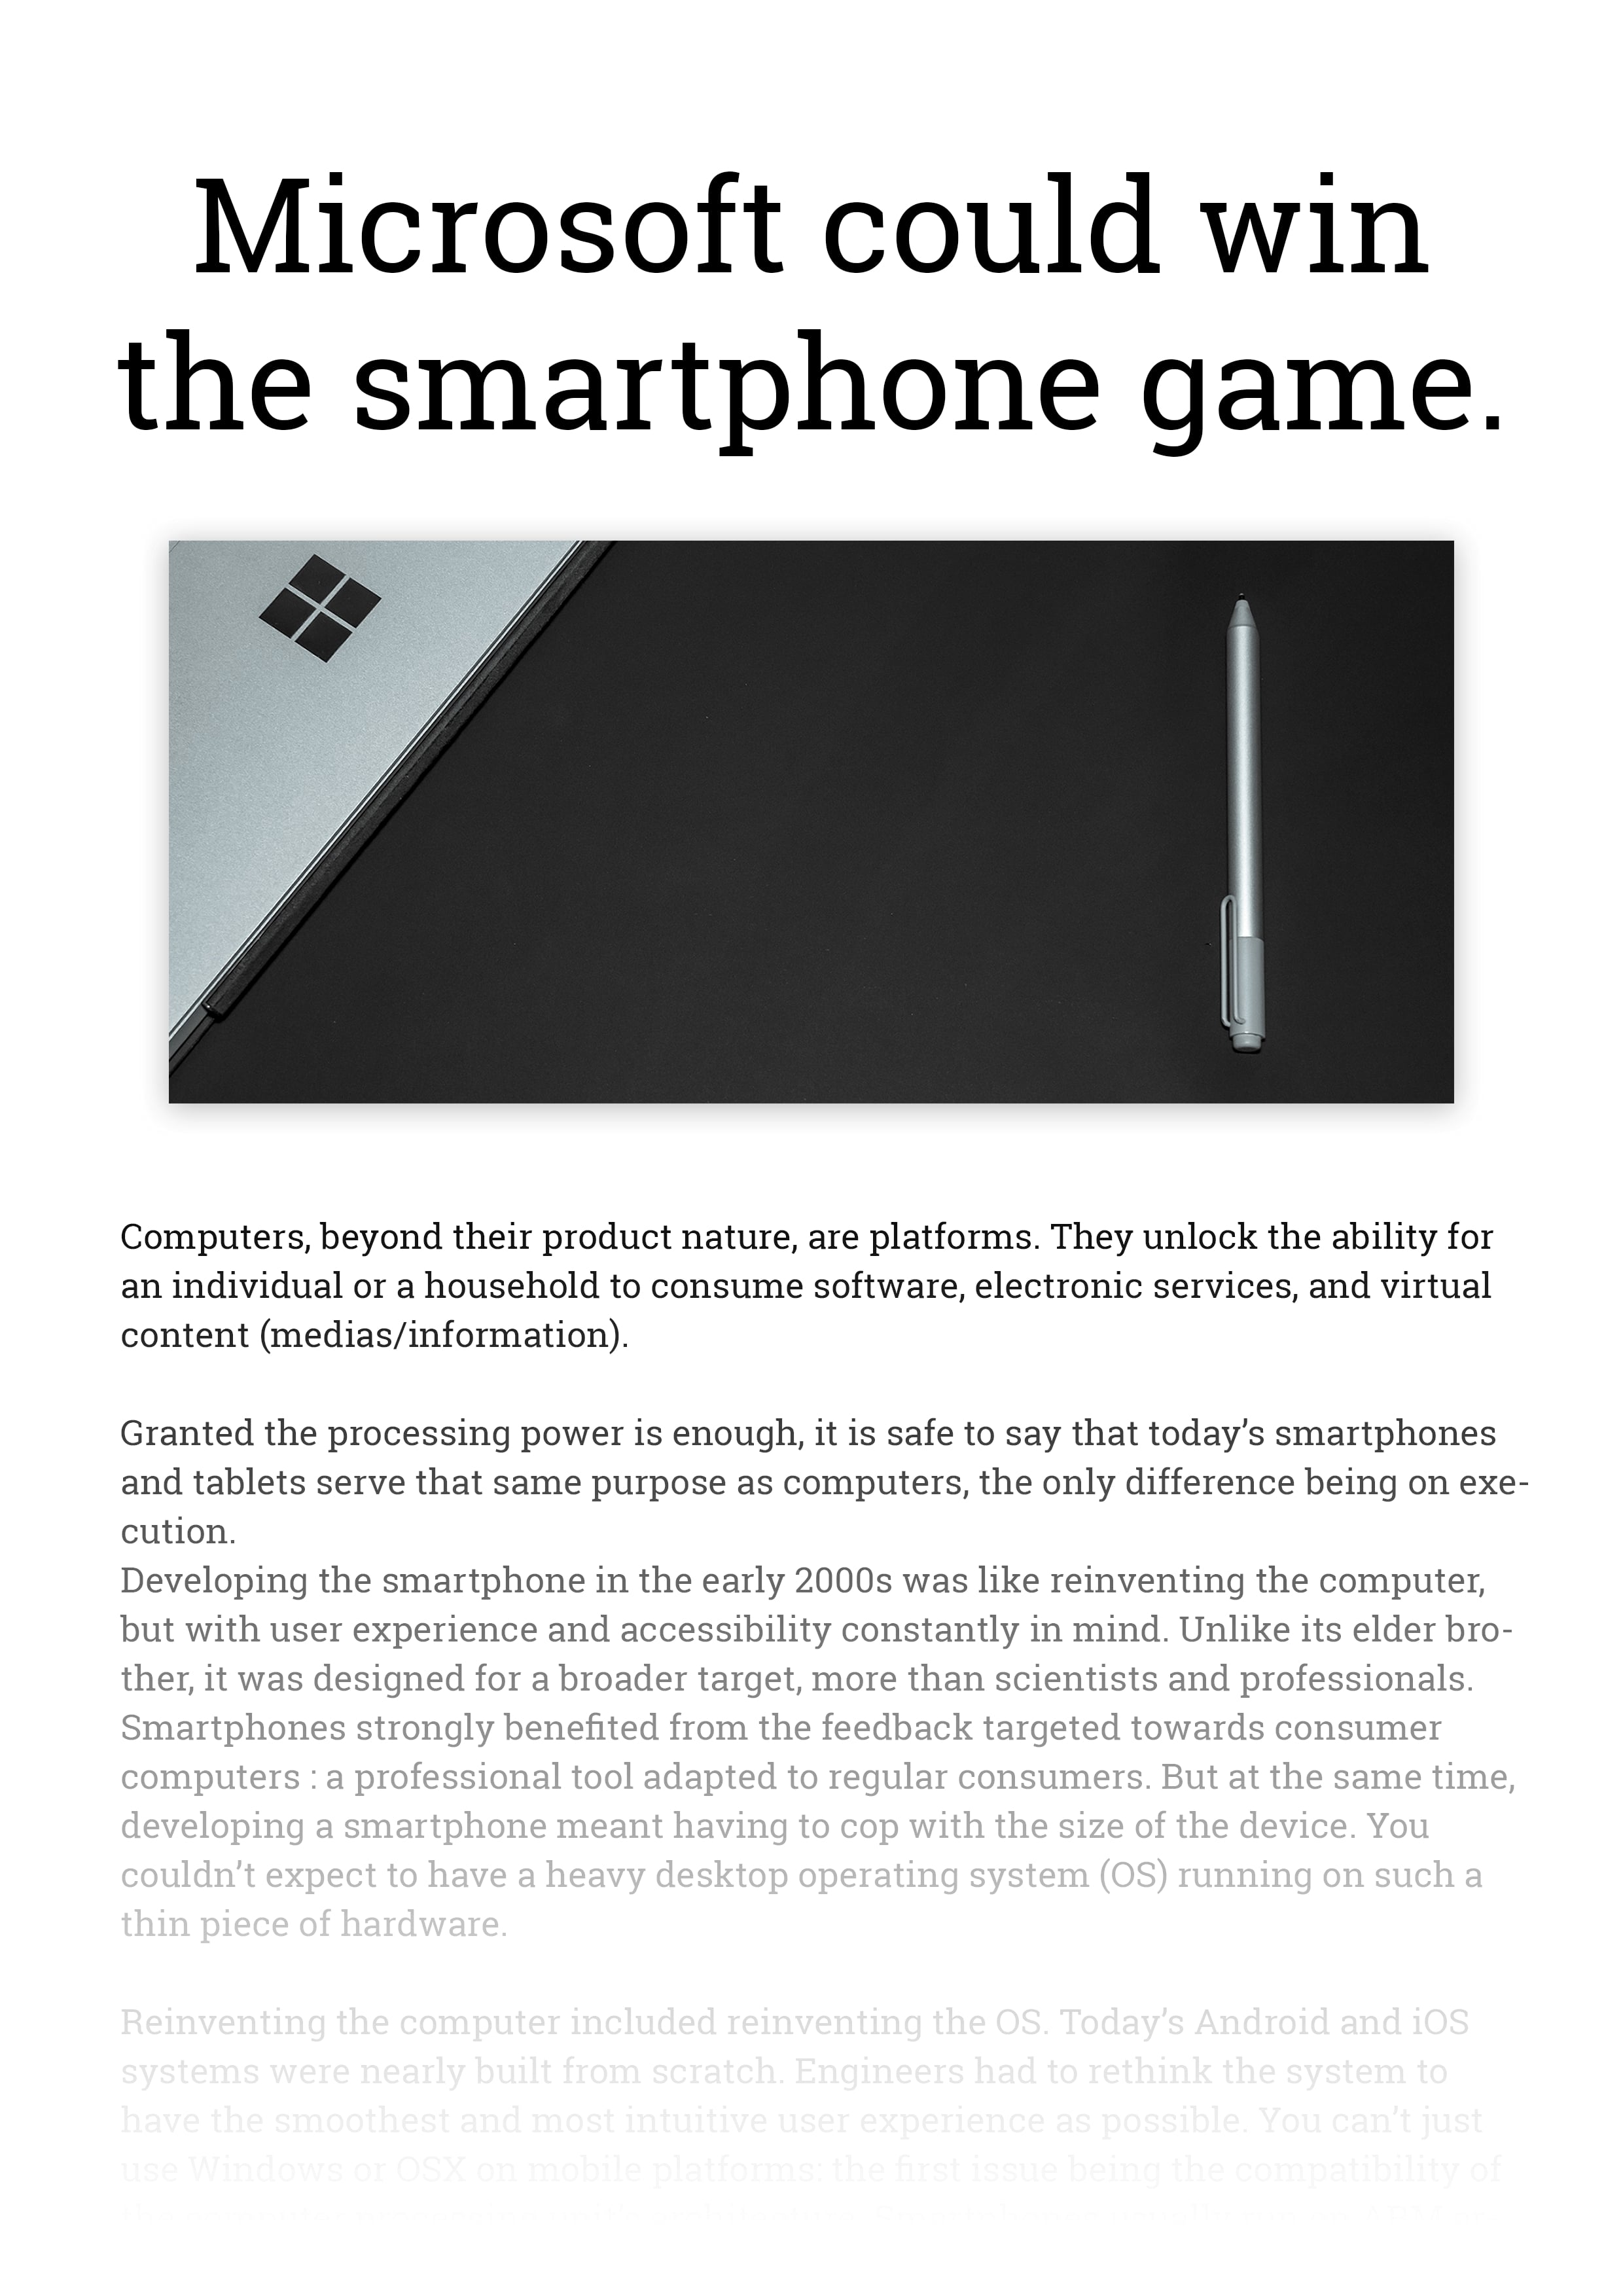 Microsoft could win
the smartphone game.
Computers, beyond their product nature, are platforms. They unlock the ability for
an individual or a household to consume software, electronic services, and virtual
content (medias/information).
Granted the processing power is enough, it is safe to say that today’s smartphones
and tablets serve that same purpose as computers, the only difference being on exe-
cution.
Developing the smartphone in the early 2000s was like reinventing the computer,
but with user experience and accessibility constantly in mind. Unlike its elder bro-
ther, it was designed for a broader target, more than scientists and professionals.
Smartphones strongly benefited from the feedback targeted towards consumer
computers : a professional tool adapted to regular consumers. But at the same time,
developing a smartphone meant having to cop with the size of the device. You
couldn’t expect to have a heavy desktop operating system (OS) running on such a
thin piece of hardware.
Reinventing the computer included reinventing the OS. Today’s Android and iOS
systems were nearly built from scratch. Engineers had to rethink the system to
have the smoothest and most intuitive user experience as possible. You can’t just
use Windows or OSX on mobile platforms: the first issue being the compatibility of